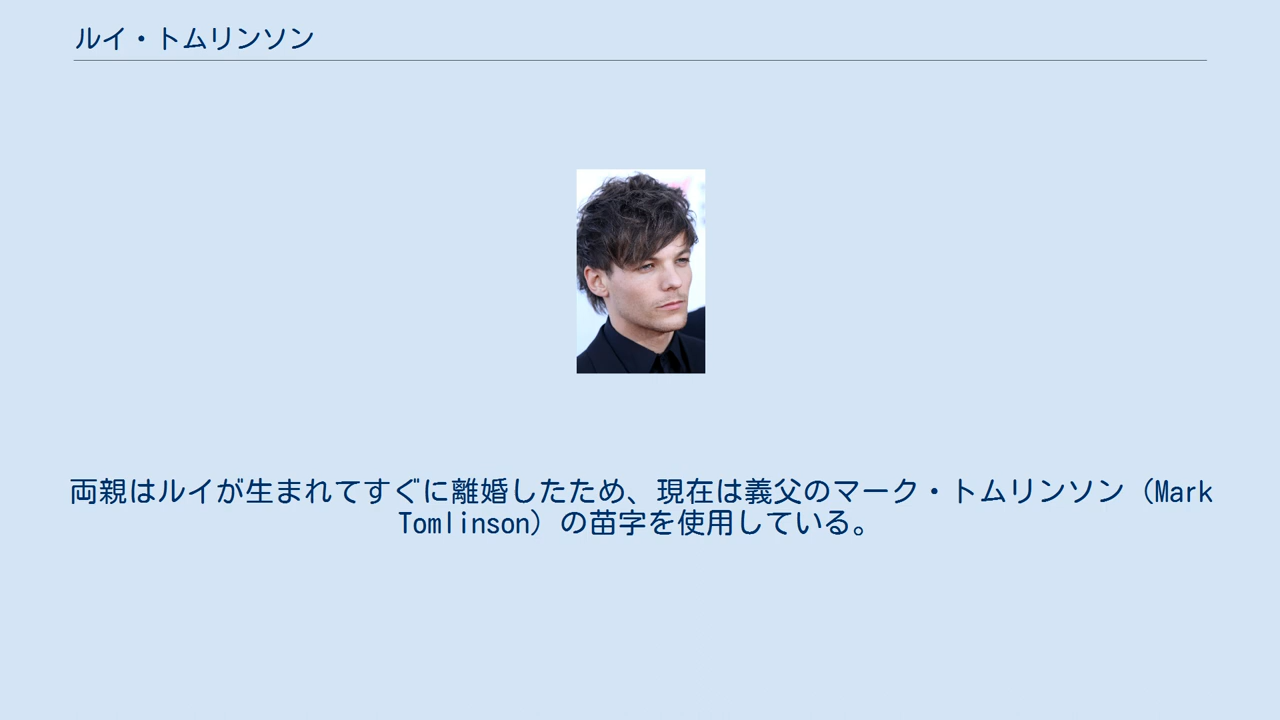 ルイ・トムリンソン
両親はルイが生まれてすぐに離婚したため、現在は義父のマーク・トムリンソン（Mark
Tomlinson）の苗字を使用している。